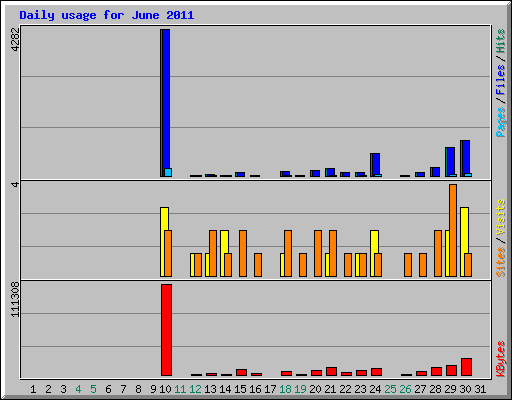 Daily usage for June 2011
4282
Pages / Files / Hits
4
Sites / Visits
111308
KBytes
1 2 3 4 5 6 7 8 9 10 11 12 13 14 15 16 17 18 19 20 21 22 23 24 25 26 27 28 29 30 31